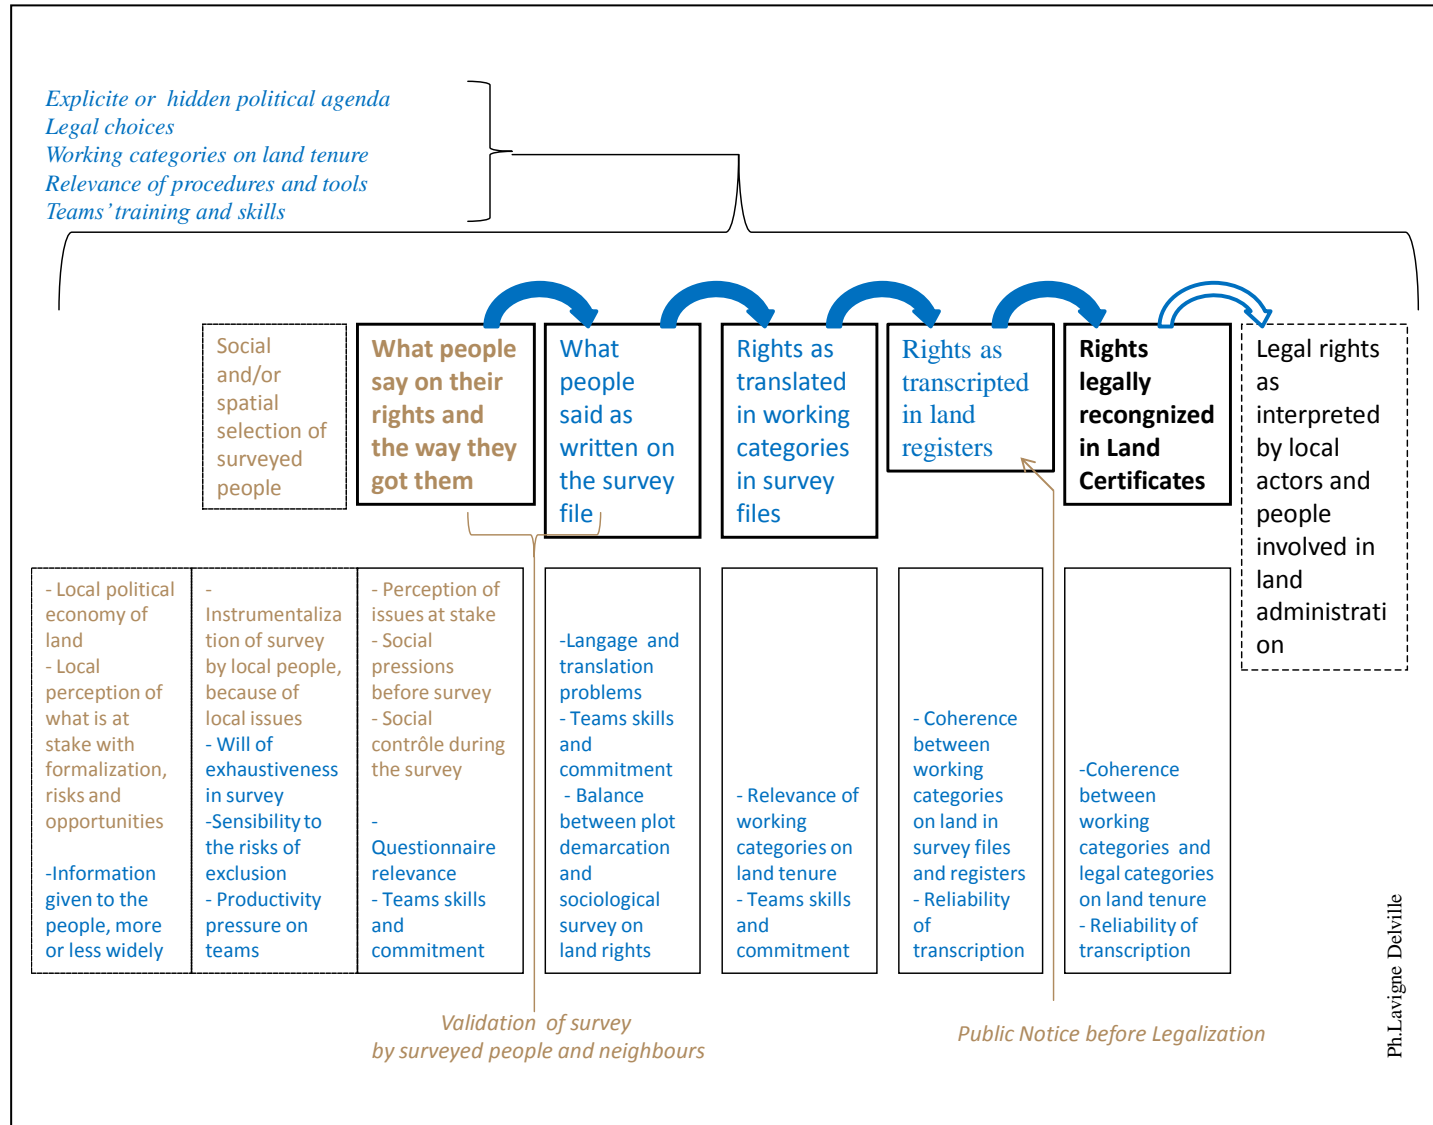 Explicite or hidden political agenda
Legal choices
Working categories on land tenure
Relevance of procedures and tools
Teams' training and skills
Social
and/or
spatial
selection of
surveyed
people
What people
say on their
rights and
the way they
got them
What
people
said as
written on
the survey
file
Rights as
translated
in working
categories
in survey
files
Rights as
transcripted
in land
registers
Rights
legally
recongnized
in Land
Certificates
Legal rights
as
interpreted
by local
actors and
people
involved in
land
administrati
on
- Local political
economy of
land
- Local
perception of
what is at
stake with
formalization,
risks and
opportunities
-Information
given to the
people, more
or less widely
-
Instrumentaliza
tion of survey
by local people,
because of
local issues
- Will of
exhaustiveness
in survey
-Sensibility to
the risks of
exclusion
- Productivity
pressure on
teams
- Perception of
issues at stake
- Social
pressions
before survey
- Social
contrôle during
the survey
-
Questionnaire
relevance
- Teams skills
and
commitment
-Langage and
translation
problems
- Teams skills
and
commitment
- Balance
between plot
demarcation
and
sociological
survey on
land rights
- Relevance of
working
categories on
land tenure
- Teams skills
and
commitment
- Coherence
between
working
categories
on land in
survey files
and registers
- Reliability
of
transcription
-Coherence
between
working
categories and
legal categories
on land tenure
- Reliability of
transcription
Validation of survey
by surveyed people and neighbours
Public Notice before Legalization
Ph.Lavigne Delville